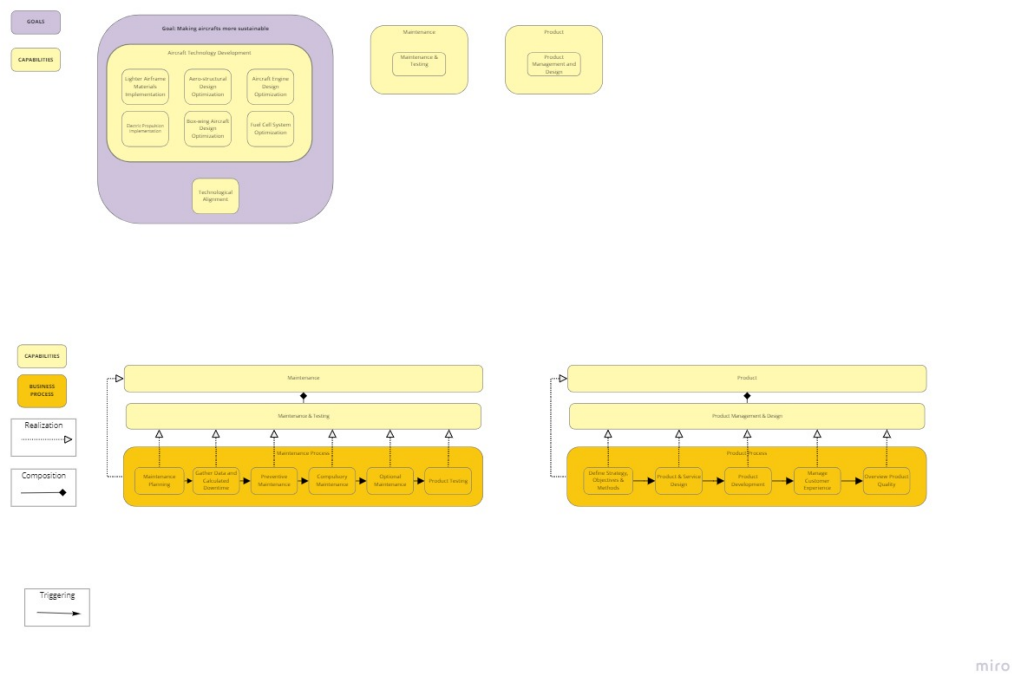 GOALS
CAPABILITIES
Goal: Making aircrafts more sustainable
Aircraft Technology Development
Lighter Airframe
Materials
Implementation
Aero-structural
Design
Optimisation
Aircraft Engine
Design
Optimisation
Electric Propulsion
Implementation
Box-wing Aircraft
Design
Optimisation
Fuel Cell System
Optimisation
Technological
Alignment
Maintenance
Maintenance &
Testing
Product
Product
Management and
Design
CAPABILITIES
BUSINESS
PROCESS
Realization
Composition
Maintenance
Maintenance & Testing
Maintenance Process
Maintenance
Planning
Gather Data and
Calculated
Downtime
Preventive
Maintenance
Compulsory
Maintenance
Optional
Maintenance
Product Testing
Product
Product Management & Design
Product Process
Define Strategy,
Objectives &
Methods
Product & Service
Design
Product
Development
Manage
Customer
Experience
Overview Product
Quality
Triggering
miro